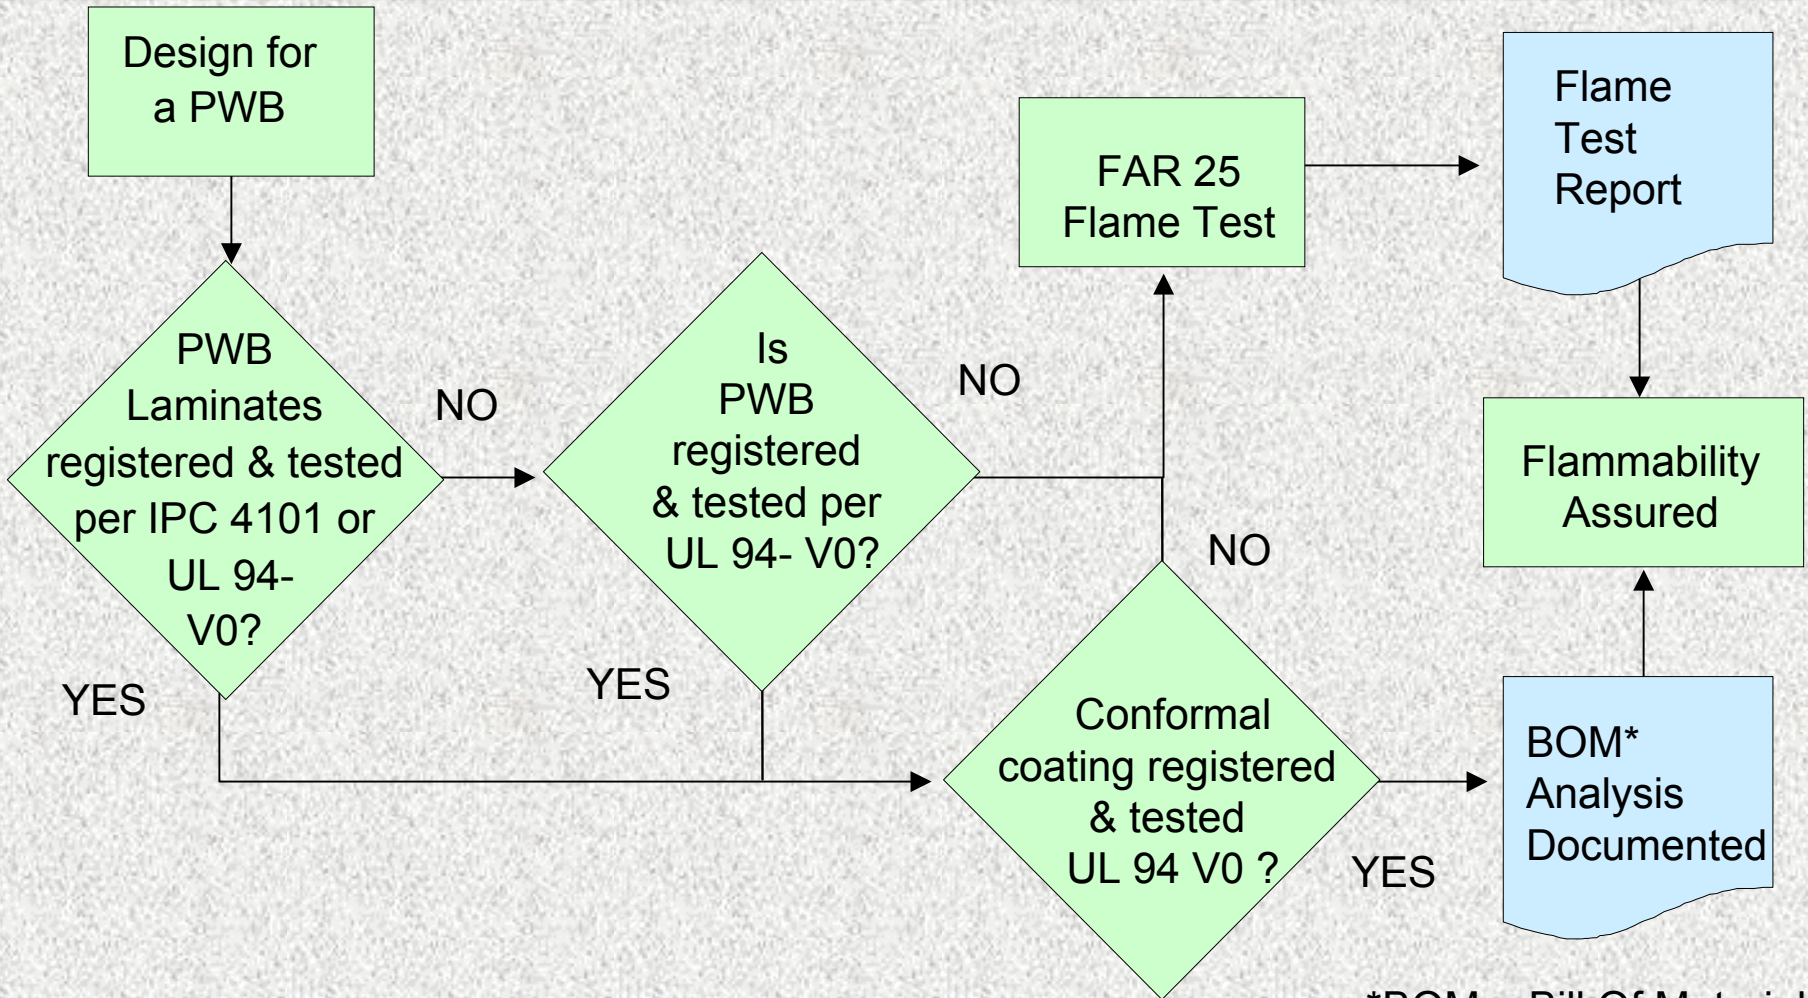 Design for
a PWB
PWB
Laminates
registered & tested
per IPC 4101 or
UL 94-
V0?
NO
YES
Is
PWB
registered
& tested per
UL 94- V0?
NO
YES
FAR 25
Flame Test
Flame
Test
Report
Flammability
Assured
NO
Conformal
coating registered
& tested
UL 94 V0 ?
YES
BOM*
Analysis
Documented